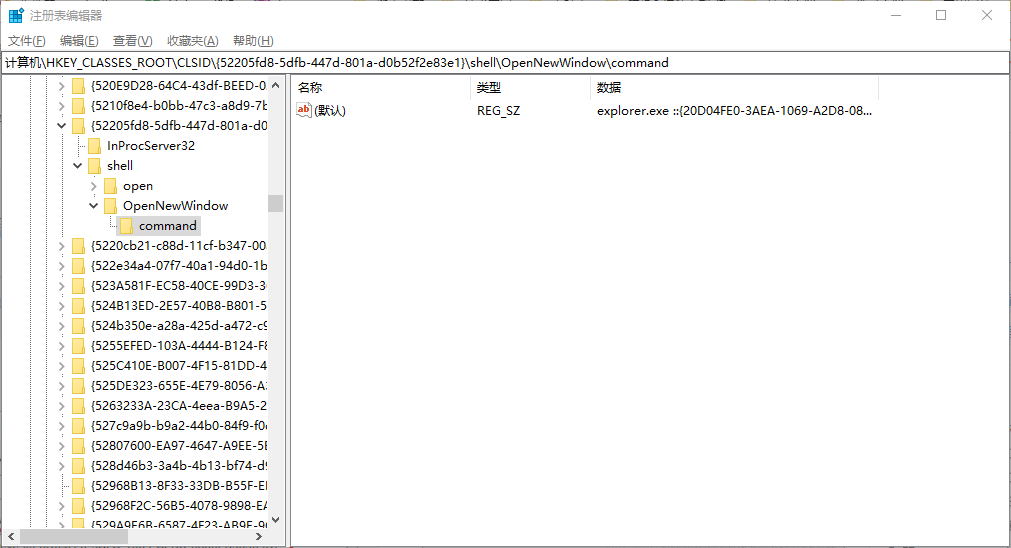 注册表编辑器
文件(F) 编辑(E) 查看(V) 收藏夹(A) 帮助(H)
计算机\HKEY_CLASSES_ROOT\CLSID\{52205fd8-5dfb-447d-801a-d0b52f2e83e1}\shell\OpenNewWindow\command
名称 类型 数据
ab (默认) REG_SZ explorer.exe ::{20D04FE0-3AEA-1069-A2D8-08...
{520E9D28-64C4-43df-BEED-0
{5210f8e4-b0bb-47c3-a8d9-7b
{52205fd8-5dfb-447d-801a-d0
InProcServer32
shell
open
OpenNewWindow
command
{5220cb21-c88d-11cf-b347-00
{522e34a4-07f7-40a1-94d0-1b
{523A581F-EC58-40CE-99D3-3
{524B13ED-2E57-40B8-B801-5
{524b350e-a28a-425d-a472-c9
{5255EFED-103A-4444-B124-F8
{525C410E-B007-4F15-81DD-4
{525DE323-655E-4E79-8056-A
{5263233A-23CA-4eea-B9A5-2
{527c9a9b-b9a2-44b0-84f9-f0
{52807600-EA97-4647-A9EE-5
{528d46b3-3a4b-4b13-bf74-d9
{52968B13-8F33-33DB-B55F-E
{52968F2C-56B5-4078-9898-EA
{529A9E6B-6587-4F23-AB9E-9